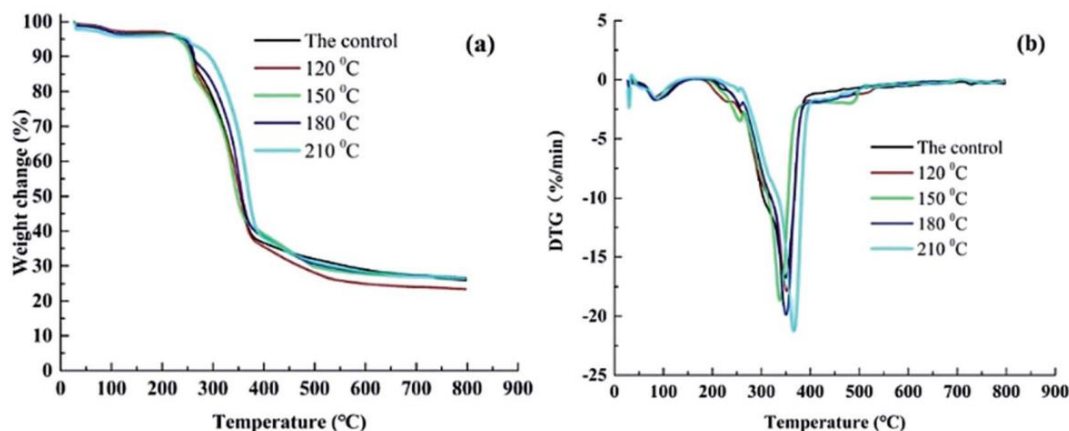 100
90
80
70
60
50
40
30
20
10
0
Weight change (%)
(a)
The control
120 ⁰C
150 ⁰C
180 ⁰C
210 ⁰C
0 100 200 300 400 500 600 700 800 900
Temperature (°C)
5
0
-5
-10
-15
-20
-25
DTG (%/min)
(b)
The control
120 ⁰C
150 ⁰C
180 ⁰C
210 ⁰C
0 100 200 300 400 500 600 700 800 900
Temperature (°C)